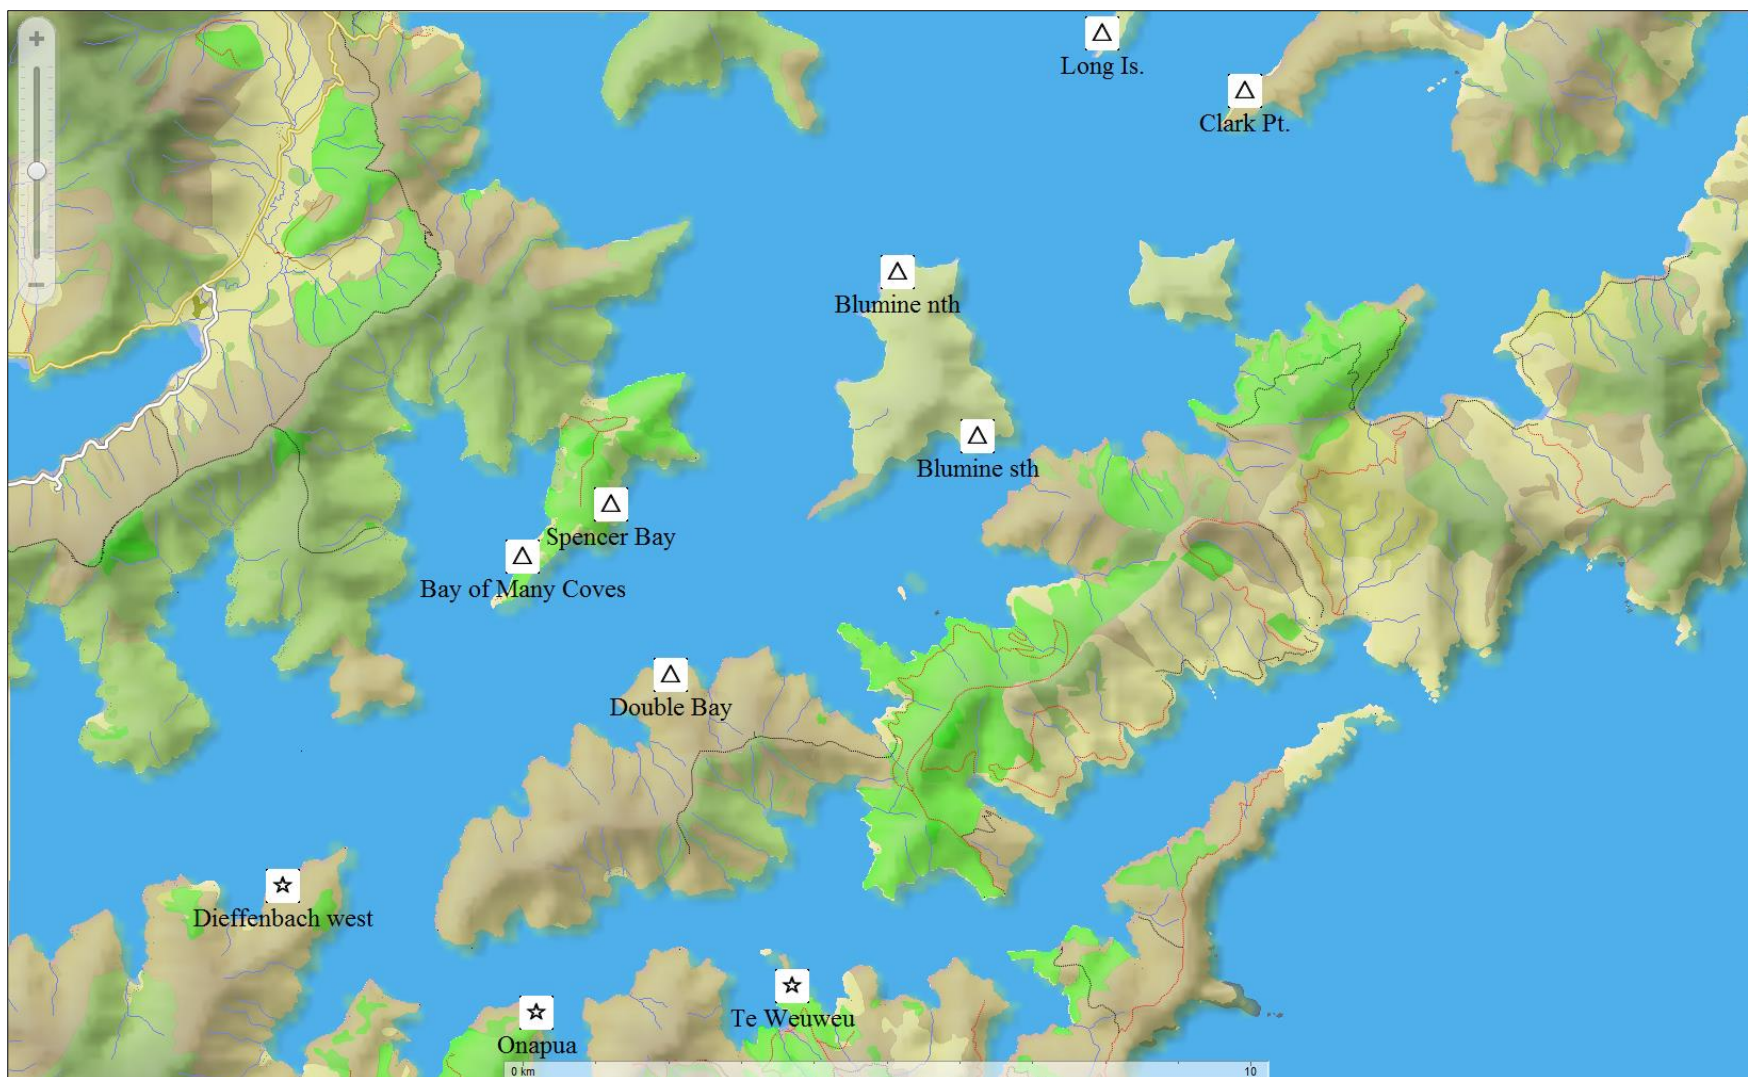 +
Long Is.
Clark Pt.
Blumine nth
Blumine sth
Spencer Bay
Bay of Many Coves
Double Bay
Dieffenbach west
Te Weuweu
Onapua
0 km 10